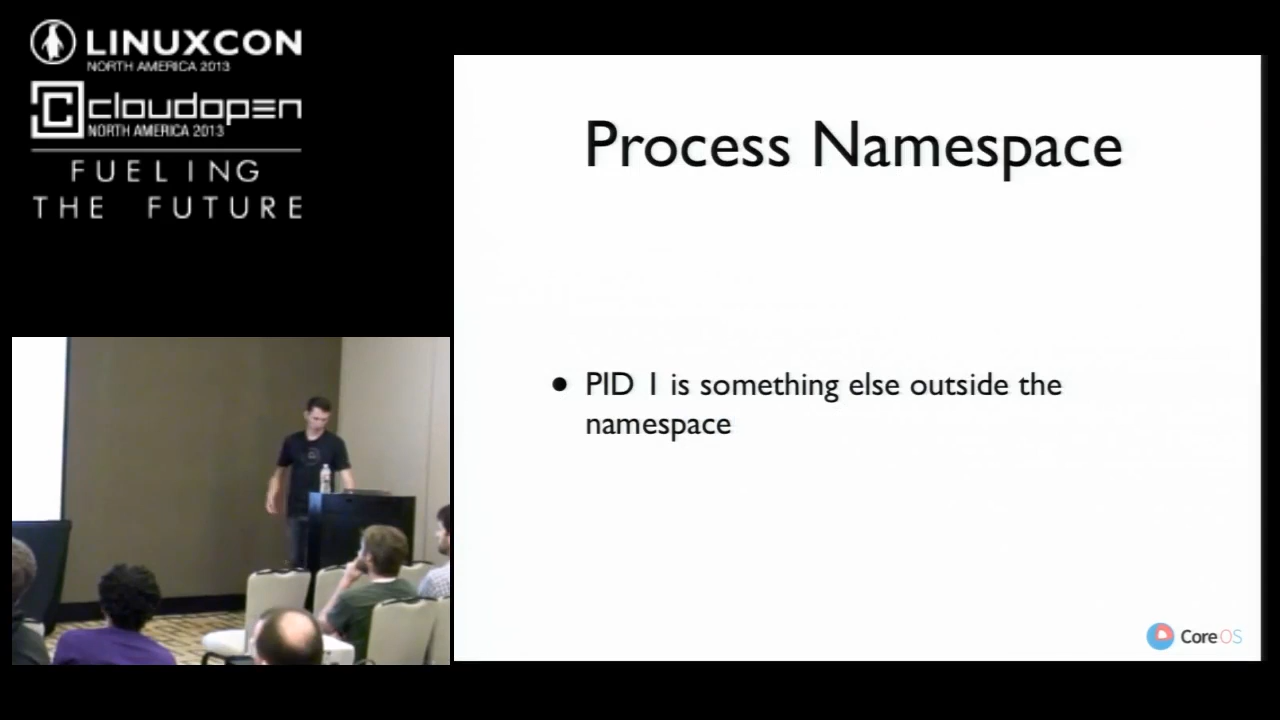 LINUXCON
NORTH AMERICA 2013
cloudopen
NORTH AMERICA 2013
FUELING
THE FUTURE
Process Namespace
• PID 1 is something else outside the
namespace
CoreOS